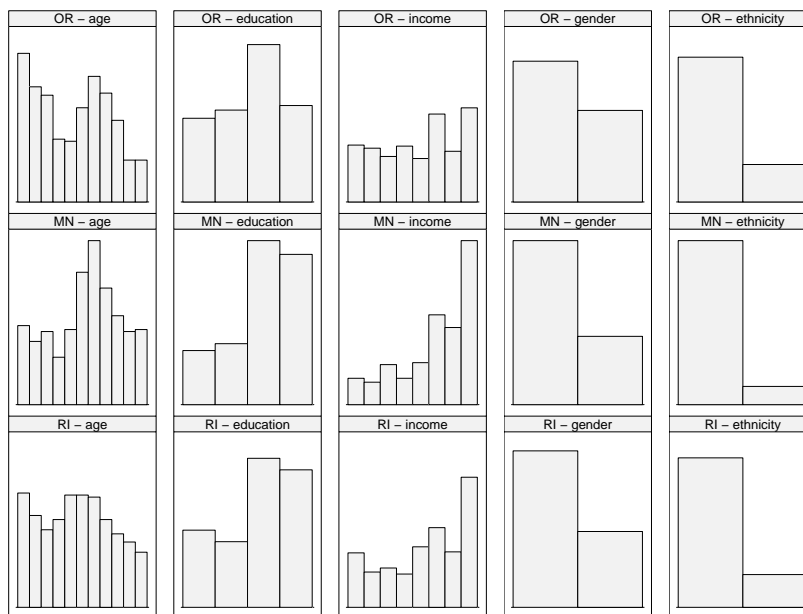 OR – age
OR – education
OR – income
OR – gender
OR – ethnicity
MN – age
MN – education
MN – income
MN – gender
MN – ethnicity
RI – age
RI – education
RI – income
RI – gender
RI – ethnicity